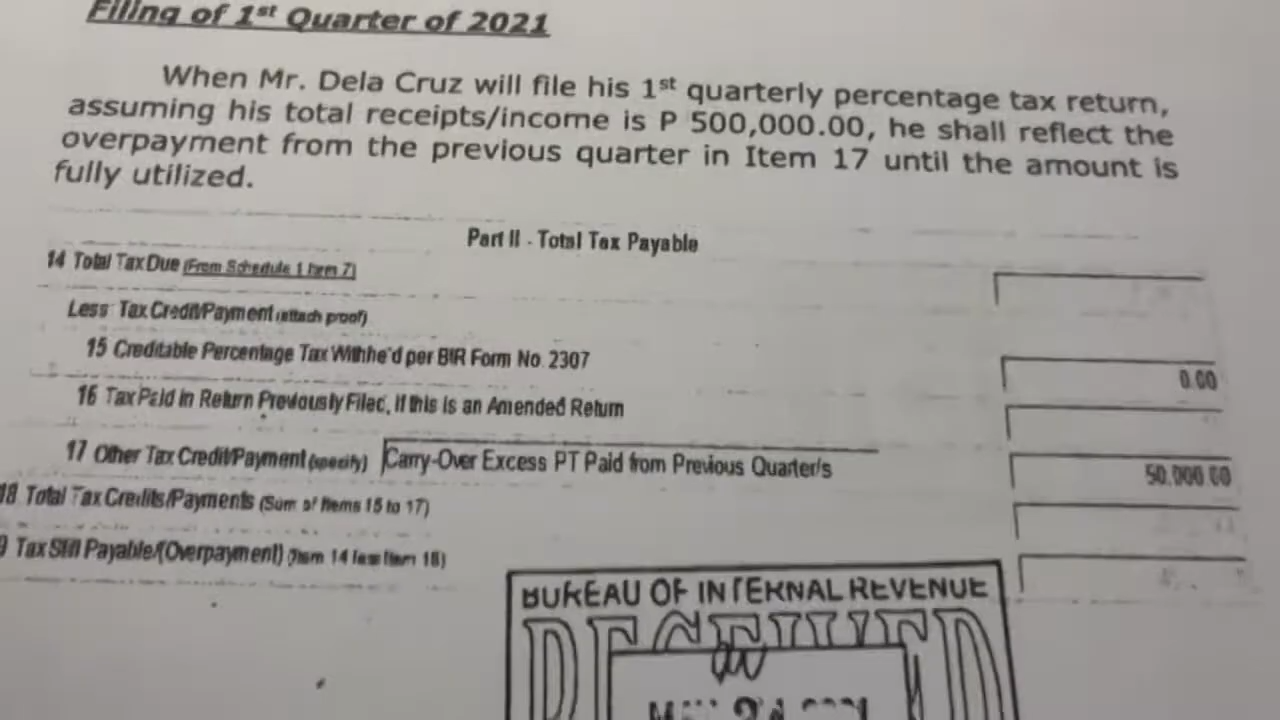 Filing of 1st Quarter of 2021
When Mr. Dela Cruz will file his 1st quarterly percentage tax return,
assuming his total receipts/income is P 500,000.00, he shall reflect the
overpayment from the previous quarter in Item 17 until the amount is
fully utilized.
Part II - Total Tax Payable
14 Total Tax Due (From Schedule 1 Item 7)
Less: Tax Credit/Payment (attach proof)
15 Creditable Percentage Tax Withhe'd per BIR Form No. 2307 0.00
16 Tax Paid in Return Previously Filed, if this is an Amended Return
17 Other Tax Credit/Payment (specify) Carry-Over Excess PT Paid from Previous Quarter/s 50,000.00
18 Total Tax Credits/Payments (Sum of Items 15 to 17)
9 Tax Still Payable/(Overpayment) (Item 14 less Item 18)
BUREAU OF INTERNAL REVENUE
RECEIVED